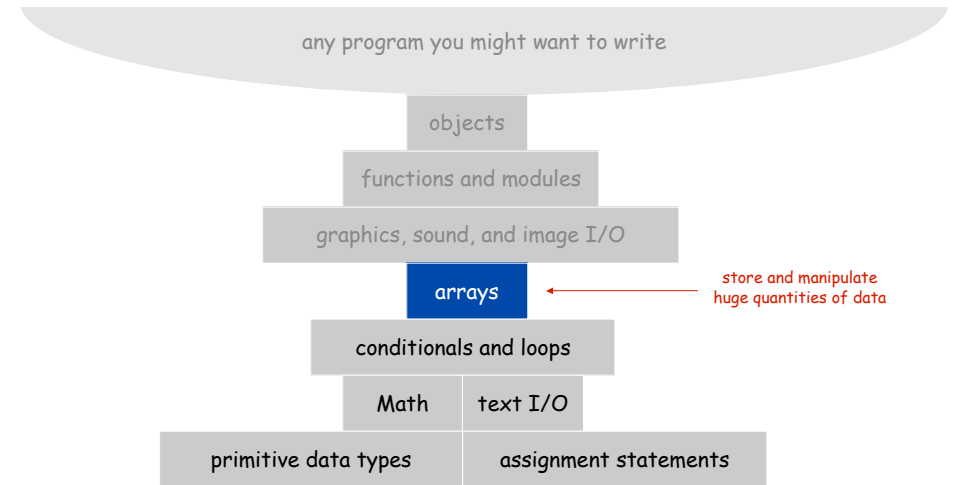 any program you might want to write
objects
functions and modules
graphics, sound, and image I/O
arrays
store and manipulate
huge quantities of data
conditionals and loops
Math
text I/O
primitive data types
assignment statements